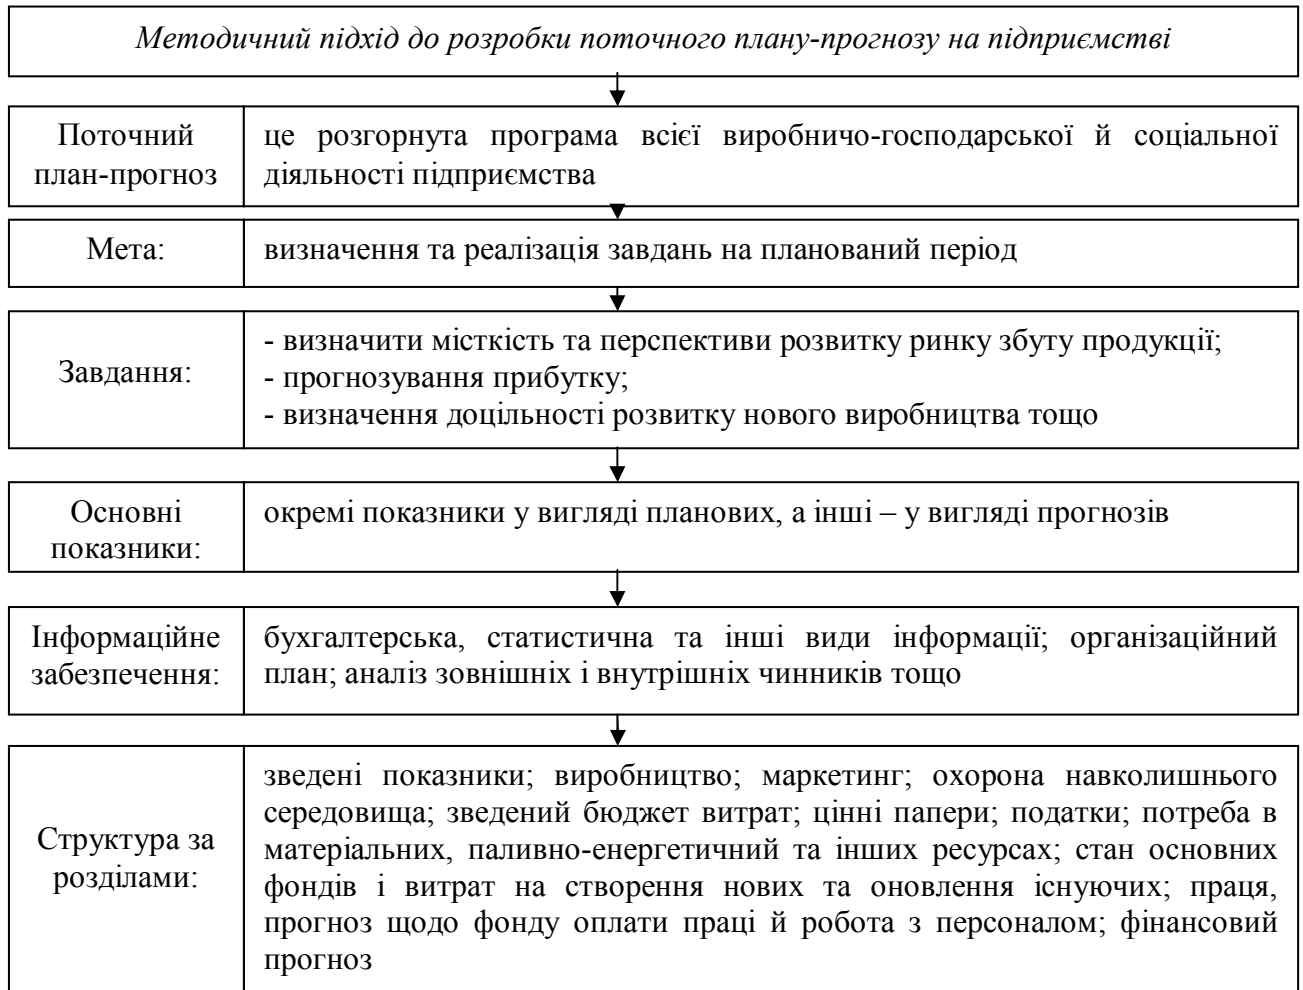 Методичний підхід до розробки поточного плану-прогнозу на підприємстві
Поточний
план-прогноз
це розгорнута програма всієї виробничо-господарської й соціальної
діяльності підприємства
Мета:
визначення та реалізація завдань на планований період
Завдання:
- визначити місткість та перспективи розвитку ринку збуту продукції;
- прогнозування прибутку;
- визначення доцільності розвитку нового виробництва тощо
Основні
показники:
окремі показники у вигляді планових, а інші – у вигляді прогнозів
Інформаційне
забезпечення:
бухгалтерська, статистична та інші види інформації; організаційний
план; аналіз зовнішніх і внутрішніх чинників тощо
Структура за
розділами:
зведені показники; виробництво; маркетинг; охорона навколишнього
середовища; зведений бюджет витрат; цінні папери; податки; потреба в
матеріальних, паливно-енергетичний та інших ресурсах; стан основних
фондів і витрат на створення нових та оновлення існуючих; праця,
прогноз щодо фонду оплати праці й робота з персоналом; фінансовий
прогноз